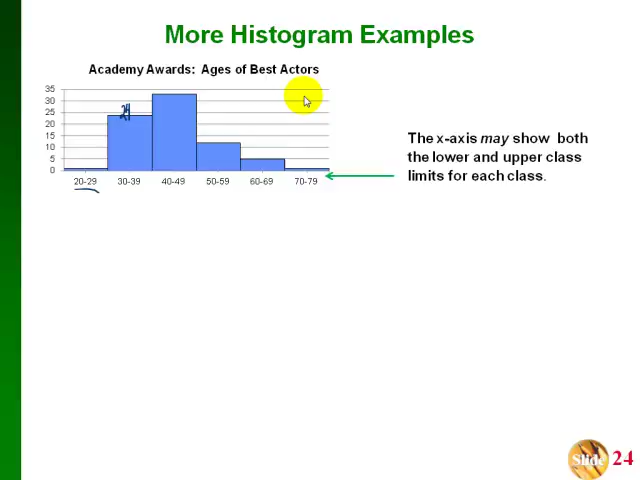 More Histogram Examples
Academy Awards: Ages of Best Actors
35
30
25
20
15
10
5
0
24
20-29 30-39 40-49 50-59 60-69 70-79
The x-axis may show both
the lower and upper class
limits for each class.
Slide 24